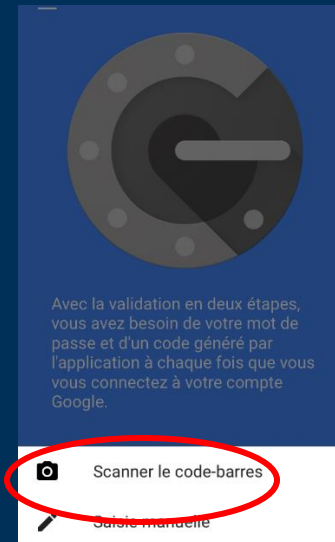 Avec la validation en deux étapes,
vous avez besoin de votre mot de
passe et d'un code généré par
l'application à chaque fois que vous
vous connectez à votre compte
Google.
Scanner le code-barres
Saisie manuelle